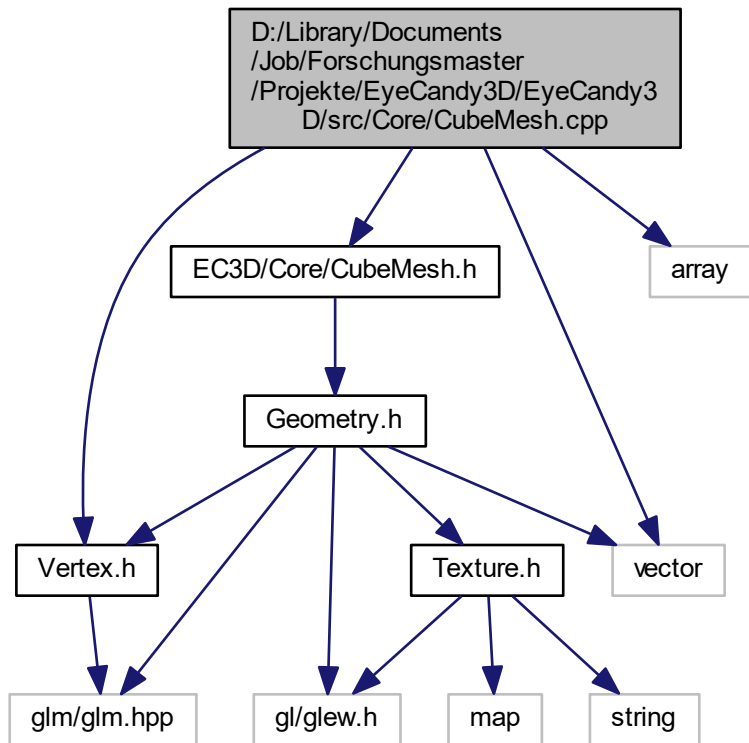 D:/Library/Documents
/Job/Forschungsmaster
/Projekte/EyeCandy3D/EyeCandy3
D/src/Core/CubeMesh.cpp
EC3D/Core/CubeMesh.h
array
Geometry.h
Vertex.h
Texture.h
vector
glm/glm.hpp
gl/glew.h
map
string